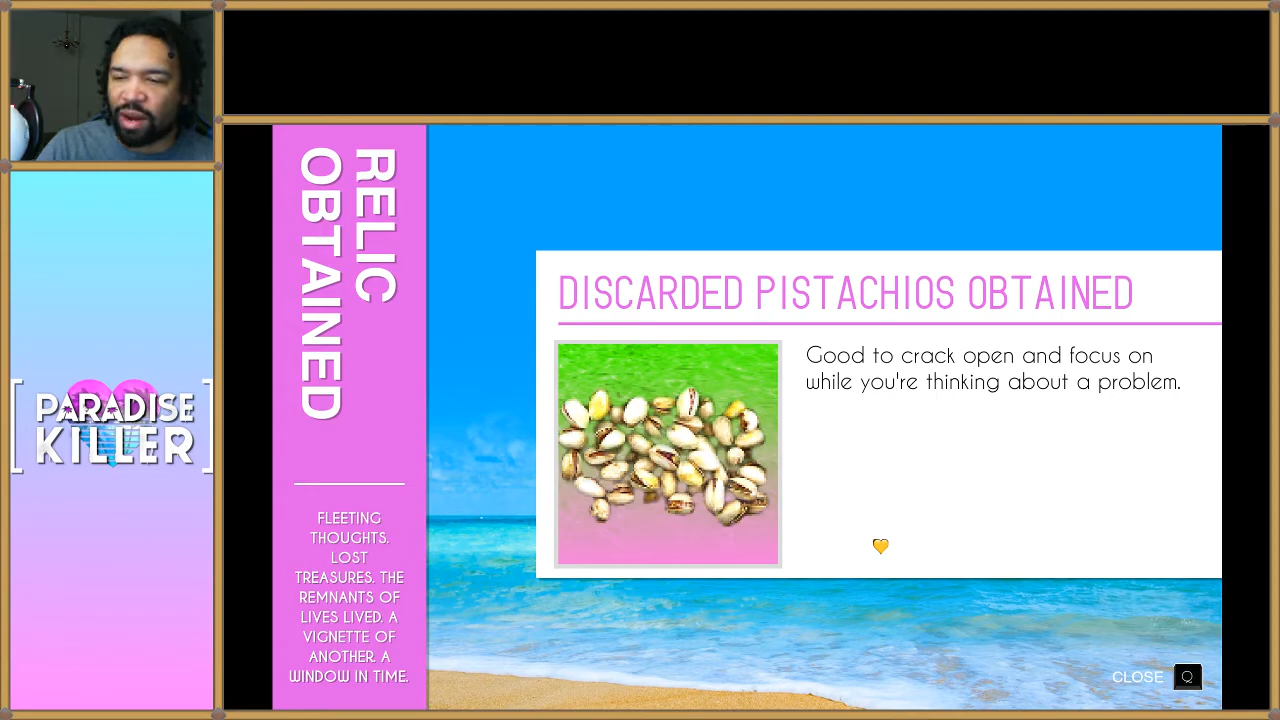 RELIC
OBTAINED
FLEETING
THOUGHTS.
LOST
TREASURES. THE
REMNANTS OF
LIVES LIVED. A
VIGNETTE OF
ANOTHER. A
WINDOW IN TIME.
DISCARDED PISTACHIOS OBTAINED
Good to crack open and focus on
while you're thinking about a problem.
CLOSE Q
PARADISE
KILLER